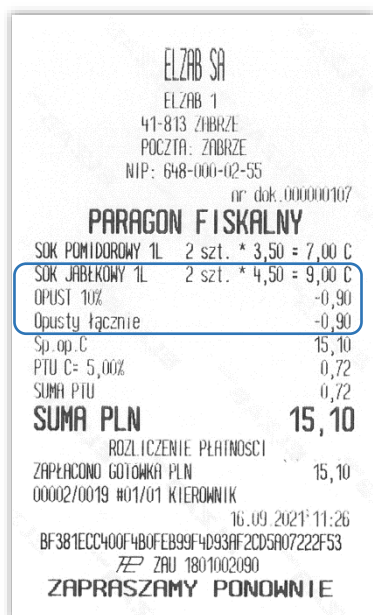 ELZAB SA
ELZAB 1
41-813 ZABRZE
POCZTA: ZABRZE
NIP: 648-000-02-55
nr dok.000000107
PARAGON FISKALNY
SOK POMIDOROWY 1L 2 szt. * 3,50 = 7,00 C
SOK JABŁKOWY 1L 2 szt. * 4,50 = 9,00 C
OPUST 10% -0,90
Opusty łącznie -0,90
Sp.op.C 15,10
PTU C= 5,00% 0,72
SUMA PTU 0,72
SUMA PLN 15,10
ROZLICZENIE PŁATNOŚCI
ZAPŁACONO GOTÓWKA PLN 15,10
00002/0019 #01/01 KIEROWNIK
16.09.2021 11:26
BF381ECC400F4B0FEB99F4D93AF2CD5A07222F53
ZAU 1801002090
ZAPRASZAMY PONOWNIE